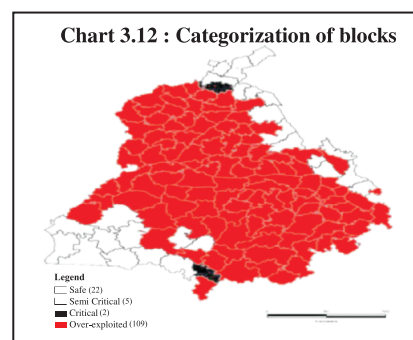 Chart 3.12 : Categorization of blocks
Legend
Safe (22)
Semi Critical (5)
Critical (2)
Over-exploited (109)